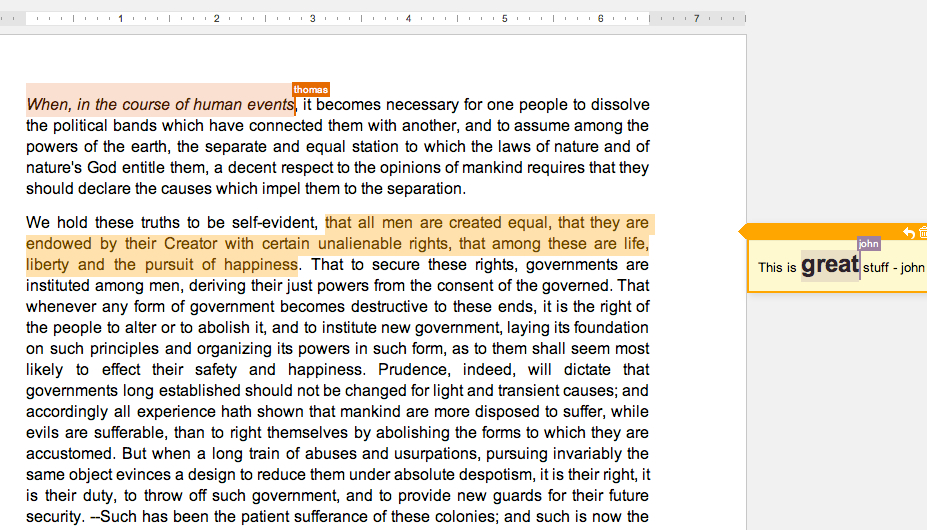 1 2 3 4 5 6 7
thomas
When, in the course of human events, it becomes necessary for one people to dissolve
the political bands which have connected them with another, and to assume among the
powers of the earth, the separate and equal station to which the laws of nature and of
nature's God entitle them, a decent respect to the opinions of mankind requires that they
should declare the causes which impel them to the separation.
We hold these truths to be self-evident, that all men are created equal, that they are
endowed by their Creator with certain unalienable rights, that among these are life,
liberty and the pursuit of happiness. That to secure these rights, governments are
instituted among men, deriving their just powers from the consent of the governed. That
whenever any form of government becomes destructive to these ends, it is the right of
the people to alter or to abolish it, and to institute new government, laying its foundation
on such principles and organizing its powers in such form, as to them shall seem most
likely to effect their safety and happiness. Prudence, indeed, will dictate that
governments long established should not be changed for light and transient causes; and
accordingly all experience hath shown that mankind are more disposed to suffer, while
evils are sufferable, than to right themselves by abolishing the forms to which they are
accustomed. But when a long train of abuses and usurpations, pursuing invariably the
same object evinces a design to reduce them under absolute despotism, it is their right, it
is their duty, to throw off such government, and to provide new guards for their future
security. --Such has been the patient sufferance of these colonies; and such is now the
john
This is great stuff - john